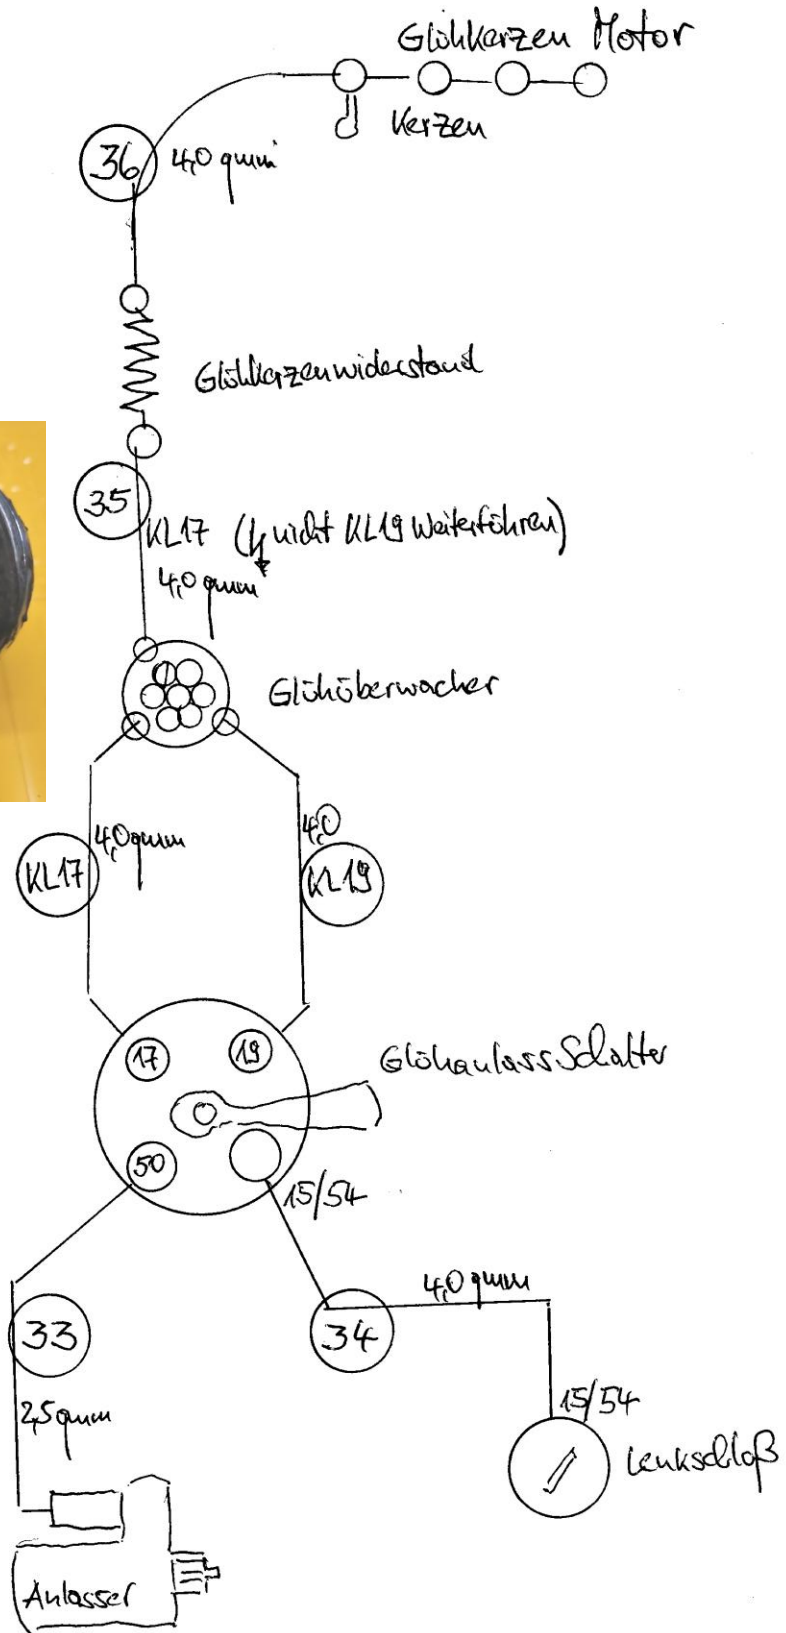 Glühkerzen Motor
Kerzen
36
4,0 qmm
Glühkerzenwiderstand
35
KL17
nicht KL19 Weiterführen)
4,0 qmm
Glühüberwacher
4,0 qmm
4,0
KL17
KL19
17
19
GlühanlassSchalter
50
15/54
4,0 qmm
33
34
2,5 qmm
15/54
Lenkschloß
Anlasser